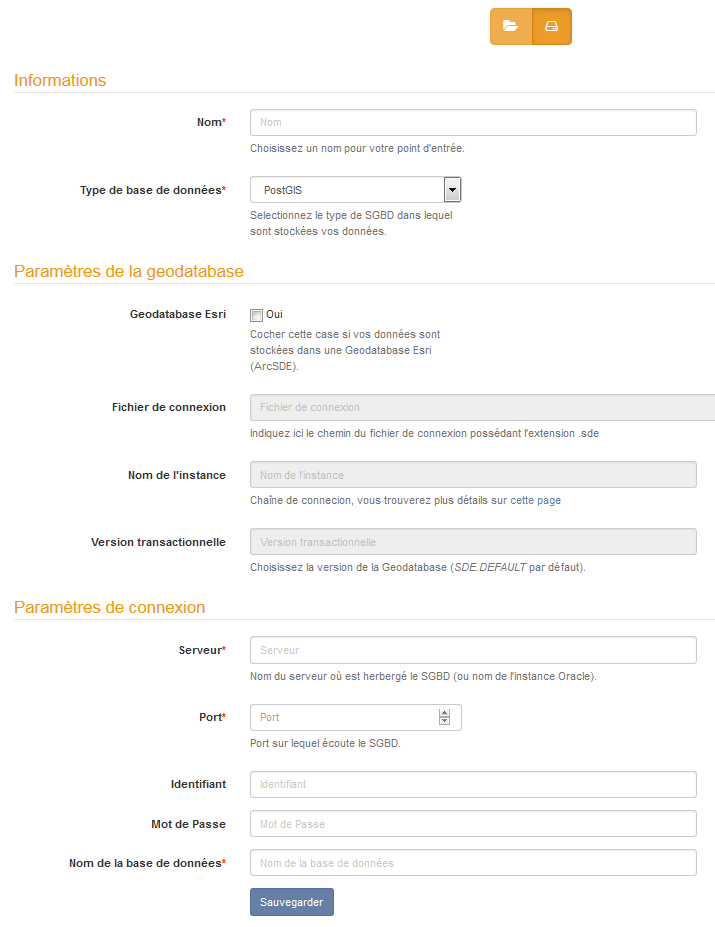 Informations
Nom*
Nom
Choisissez un nom pour votre point d'entrée.
Type de base de données*
PostGIS
Selectionnez le type de SGBD dans lequel
sont stockées vos données.
Paramètres de la geodatabase
Geodatabase Esri
Oui
Cocher cette case si vos données sont
stockées dans une Geodatabase Esri
(ArcSDE).
Fichier de connexion
Fichier de connexion
Indiquez ici le chemin du fichier de connexion possédant l'extension .sde
Nom de l'instance
Nom de l'instance
Chaîne de connecion, vous trouverez plus détails sur cette page
Version transactionnelle
Version transactionnelle
Choisissez la version de la Geodatabase (SDE.DEFAULT par défaut).
Paramètres de connexion
Serveur*
Serveur
Nom du serveur où est herbergé le SGBD (ou nom de l'instance Oracle).
Port*
Port
Port sur lequel écoute le SGBD.
Identifiant
Identifiant
Mot de Passe
Mot de Passe
Nom de la base de données*
Nom de la base de données
Sauvegarder